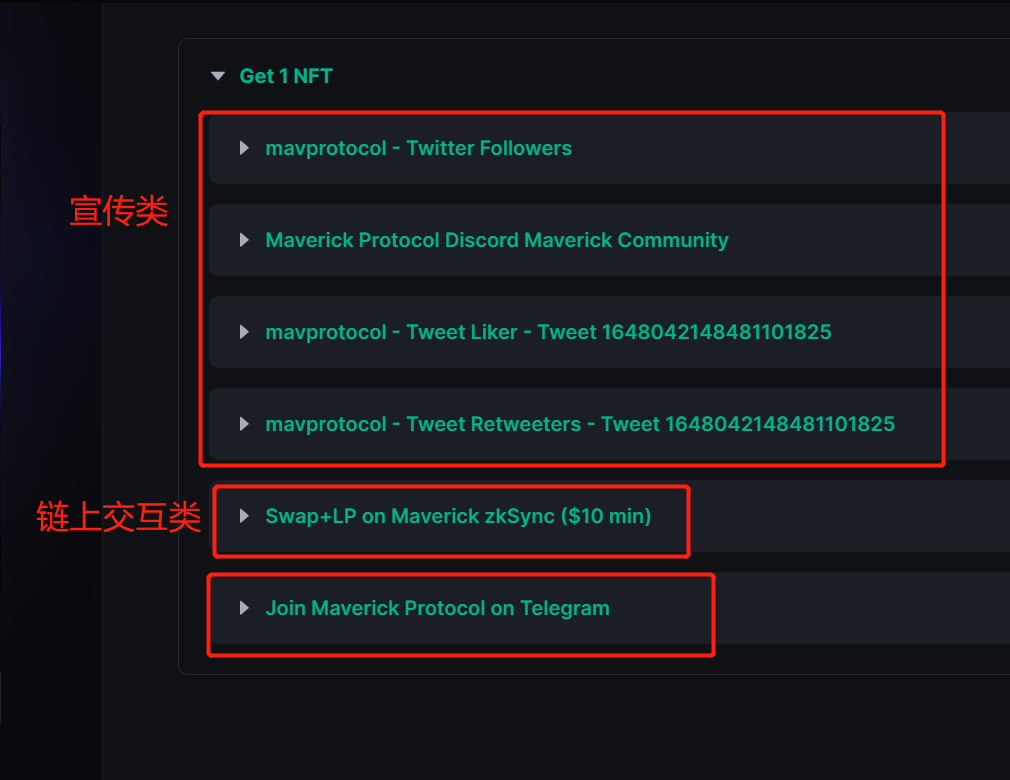 Get 1 NFT
mavprotocol - Twitter Followers
宣传类
Maverick Protocol Discord Maverick Community
mavprotocol - Tweet Liker - Tweet 1648042148481101825
mavprotocol - Tweet Retweeters - Tweet 1648042148481101825
链上交互类
Swap+LP on Maverick zkSync ($10 min)
Join Maverick Protocol on Telegram